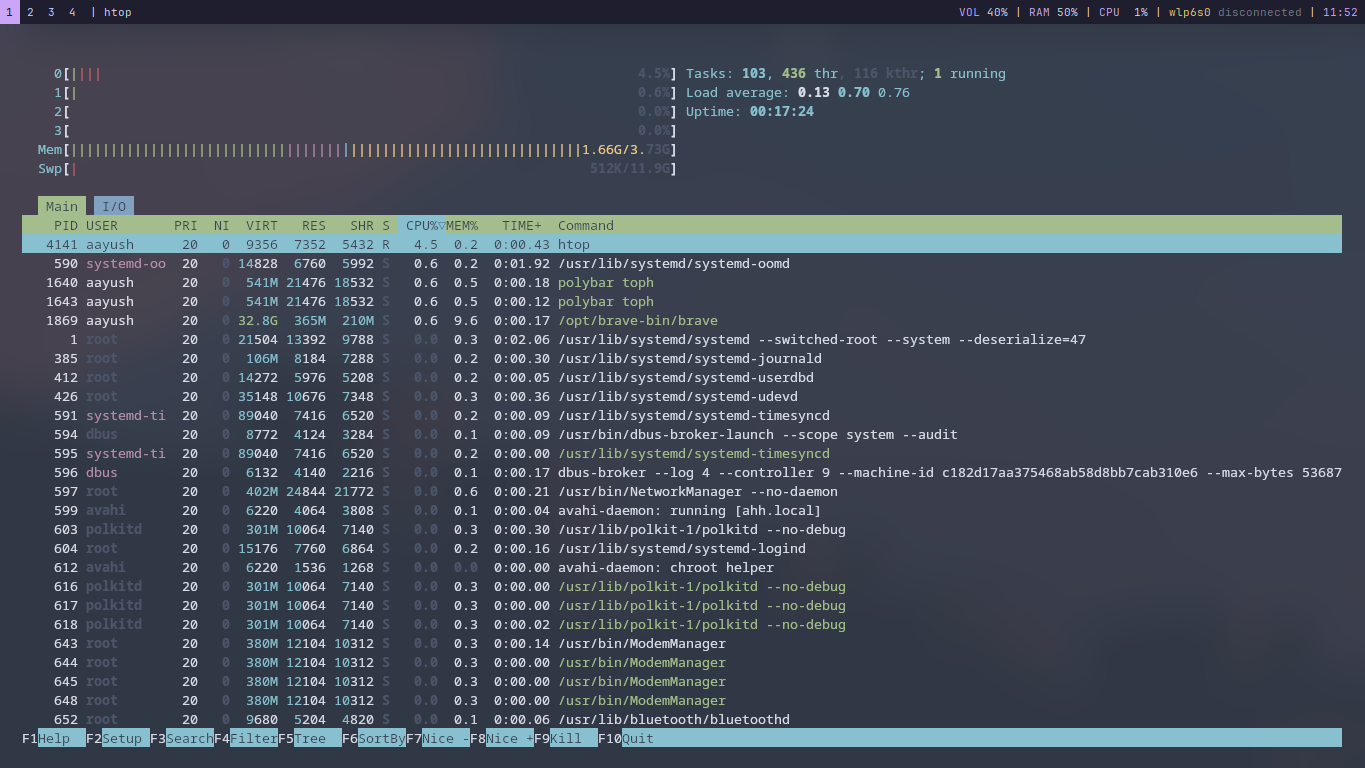 1 2 3 4 | htop VOL 40% | RAM 50% | CPU 1% | wlp6s0 disconnected | 11:52
0[|||| 4.5%] Tasks: 103, 436 thr, 116 kthr; 1 running
1[| 0.6%] Load average: 0.13 0.70 0.76
2[ 0.0%] Uptime: 00:17:24
3[ 0.0%]
Mem[||||||||||||||||||||||||||||||||||||||||||||||||||||||||||||||||1.66G/3.73G]
Swp[| 512K/11.9G]
Main I/O
PID USER PRI NI VIRT RES SHR S CPU%▽MEM% TIME+ Command
4141 aayush 20 0 9356 7352 5432 R 4.5 0.2 0:00.43 htop
590 systemd-oo 20 0 14828 6760 5992 S 0.6 0.2 0:01.92 /usr/lib/systemd/systemd-oomd
1640 aayush 20 0 541M 21476 18532 S 0.6 0.5 0:00.18 polybar toph
1643 aayush 20 0 541M 21476 18532 S 0.6 0.5 0:00.12 polybar toph
1869 aayush 20 0 32.8G 365M 210M S 0.6 9.6 0:00.17 /opt/brave-bin/brave
1 root 20 0 21504 13392 9788 S 0.0 0.3 0:02.06 /usr/lib/systemd/systemd --switched-root --system --deserialize=47
385 root 20 0 106M 8184 7288 S 0.0 0.2 0:00.30 /usr/lib/systemd/systemd-journald
412 root 20 0 14272 5976 5208 S 0.0 0.2 0:00.05 /usr/lib/systemd/systemd-userdbd
426 root 20 0 35148 10676 7348 S 0.0 0.3 0:00.36 /usr/lib/systemd/systemd-udevd
591 systemd-ti 20 0 89040 7416 6520 S 0.0 0.2 0:00.09 /usr/lib/systemd/systemd-timesyncd
594 dbus 20 0 8772 4124 3284 S 0.0 0.1 0:00.09 /usr/bin/dbus-broker-launch --scope system --audit
595 systemd-ti 20 0 89040 7416 6520 S 0.0 0.2 0:00.00 /usr/lib/systemd/systemd-timesyncd
596 dbus 20 0 6132 4140 2216 S 0.0 0.1 0:00.17 dbus-broker --log 4 --controller 9 --machine-id c182d17aa375468ab58d8bb7cab310e6 --max-bytes 53687
597 root 20 0 402M 24844 21772 S 0.0 0.6 0:00.21 /usr/bin/NetworkManager --no-daemon
599 avahi 20 0 6220 4064 3808 S 0.0 0.1 0:00.04 avahi-daemon: running [ahh.local]
603 polkitd 20 0 301M 10064 7140 S 0.0 0.3 0:00.30 /usr/lib/polkit-1/polkitd --no-debug
604 root 20 0 15176 7760 6864 S 0.0 0.2 0:00.16 /usr/lib/systemd/systemd-logind
612 avahi 20 0 6220 1536 1268 S 0.0 0.0 0:00.00 avahi-daemon: chroot helper
616 polkitd 20 0 301M 10064 7140 S 0.0 0.3 0:00.00 /usr/lib/polkit-1/polkitd --no-debug
617 polkitd 20 0 301M 10064 7140 S 0.0 0.3 0:00.00 /usr/lib/polkit-1/polkitd --no-debug
618 polkitd 20 0 301M 10064 7140 S 0.0 0.3 0:00.02 /usr/lib/polkit-1/polkitd --no-debug
643 root 20 0 380M 12104 10312 S 0.0 0.3 0:00.14 /usr/bin/ModemManager
644 root 20 0 380M 12104 10312 S 0.0 0.3 0:00.00 /usr/bin/ModemManager
645 root 20 0 380M 12104 10312 S 0.0 0.3 0:00.00 /usr/bin/ModemManager
648 root 20 0 380M 12104 10312 S 0.0 0.3 0:00.00 /usr/bin/ModemManager
652 root 20 0 9680 5204 4820 S 0.0 0.1 0:00.06 /usr/lib/bluetooth/bluetoothd
F1Help F2Setup F3SearchF4FilterF5Tree F6SortByF7Nice -F8Nice +F9Kill F10Quit